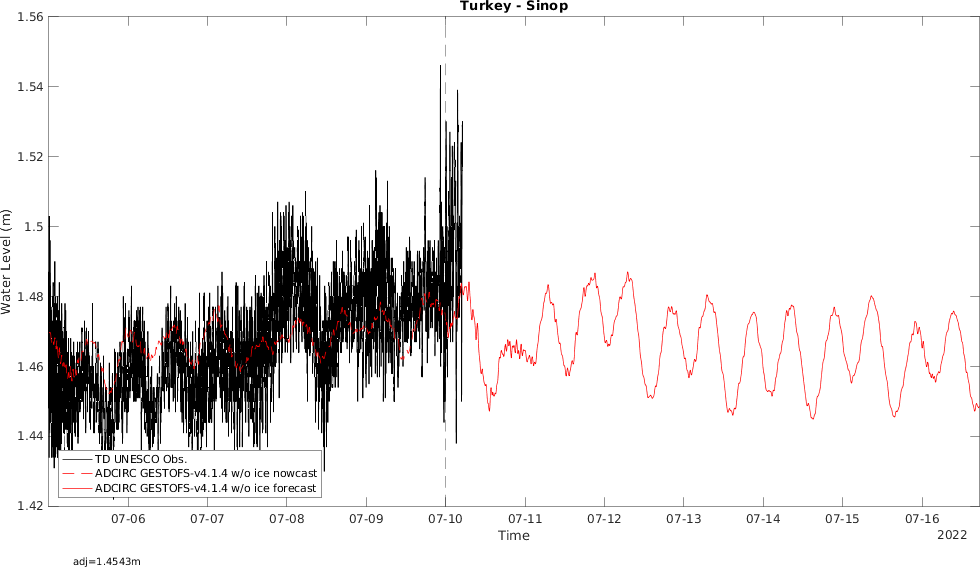 Turkey - Sinop
Water Level (m)
1.56
1.54
1.52
1.5
1.48
1.46
1.44
1.42
TD UNESCO Obs.
ADCIRC GESTOFS-v4.1.4 w/o ice nowcast
ADCIRC GESTOFS-v4.1.4 w/o ice forecast
07-06 07-07 07-08 07-09 07-10 07-11 07-12 07-13 07-14 07-15 07-16
Time
2022
adj=1.4543m